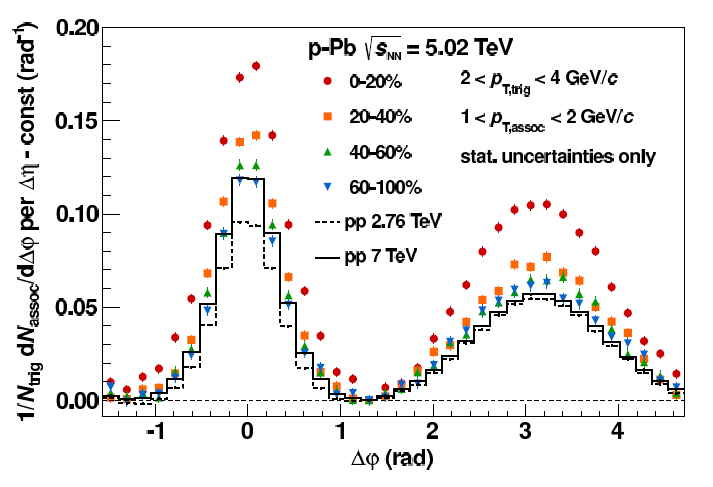 p-Pb √sNN = 5.02 TeV
0-20%
20-40%
40-60%
60-100%
pp 2.76 TeV
pp 7 TeV
2 < pT,trig < 4 GeV/c
1 < pT,assoc < 2 GeV/c
stat. uncertainties only
1/Ntrig dNassoc/dΔφ per Δη - const (rad-1)
0.20
0.15
0.10
0.05
0.00
-1 0 1 2 3 4
Δφ (rad)